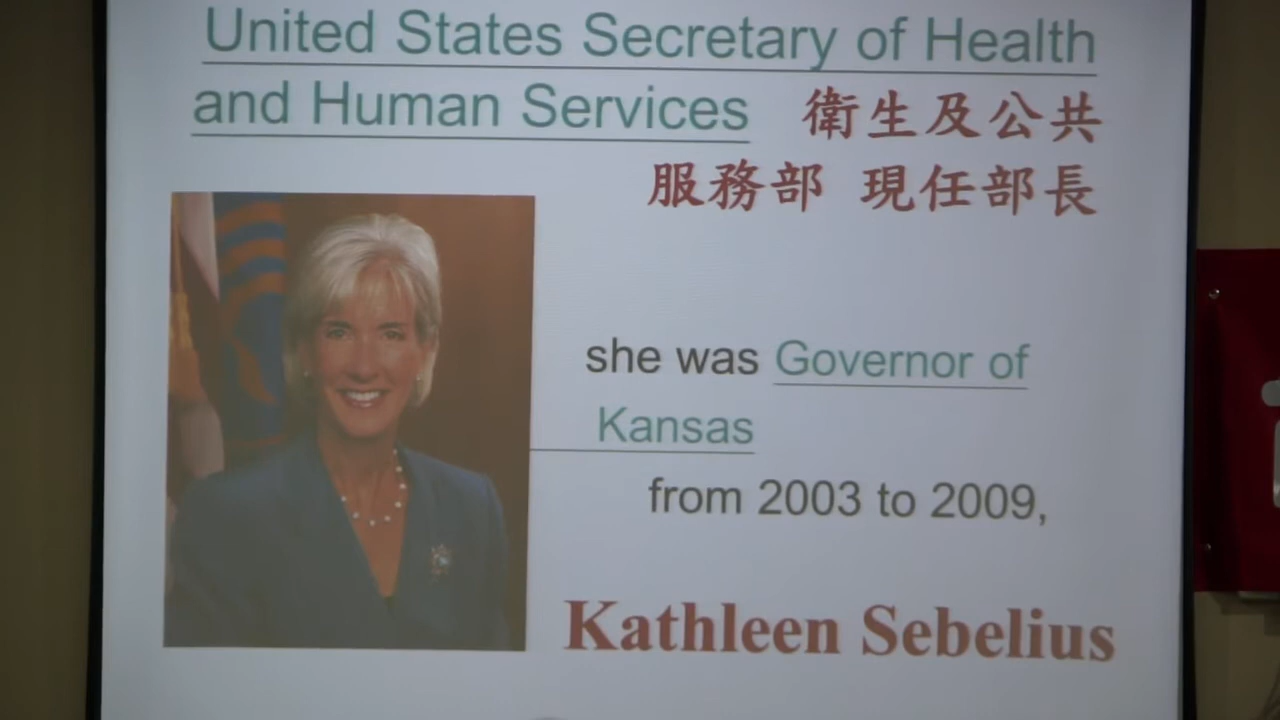 United States Secretary of Health
and Human Services 衛生及公共
服務部 現任部長
she was Governor of
Kansas
from 2003 to 2009,
Kathleen Sebelius